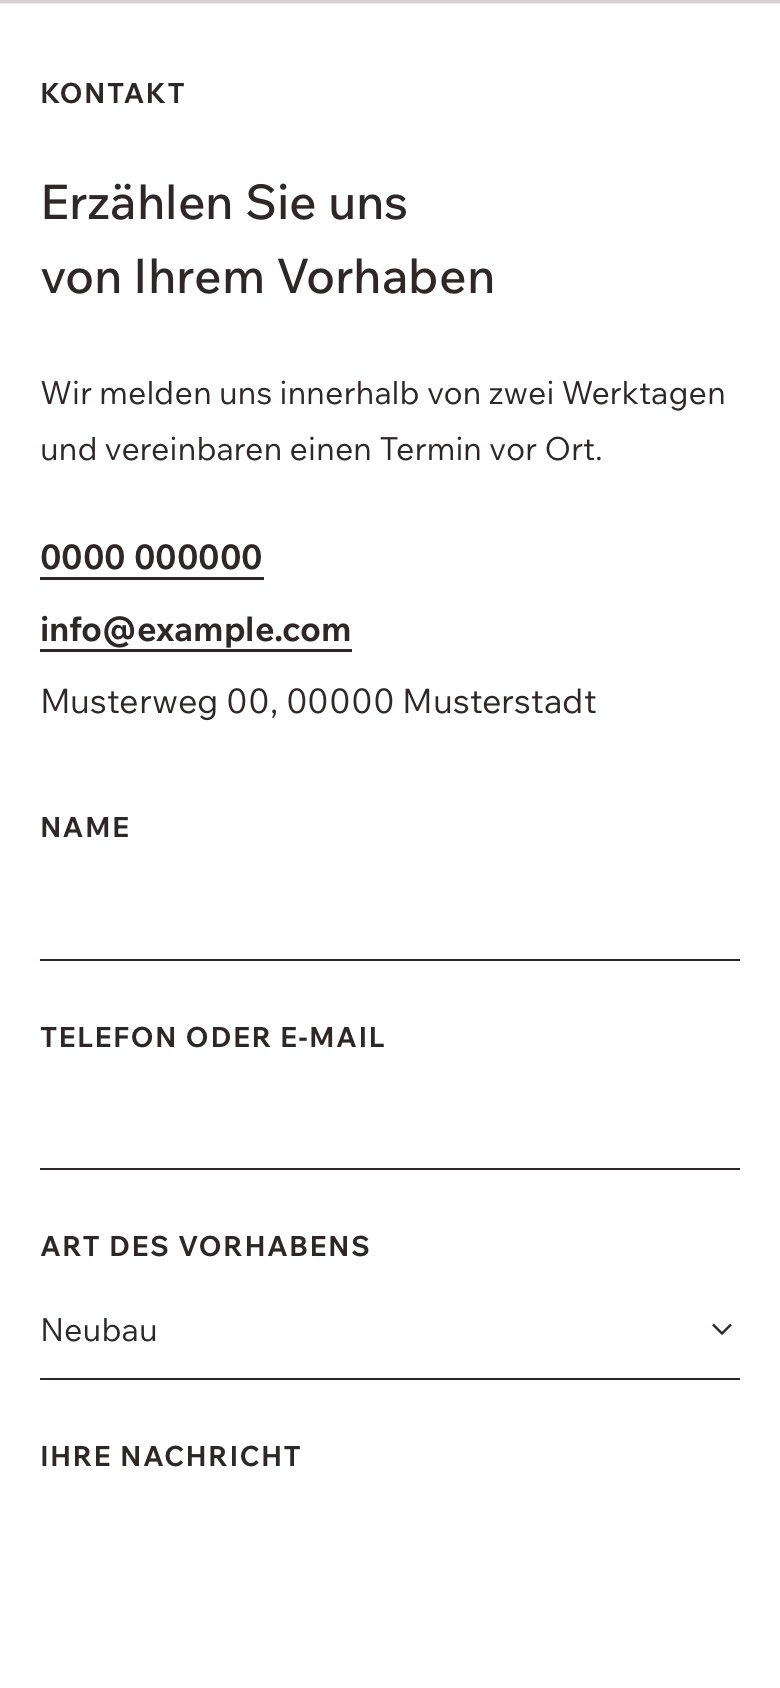 KONTAKT
Erzählen Sie uns
von Ihrem Vorhaben
Wir melden uns innerhalb von zwei Werktagen
und vereinbaren einen Termin vor Ort.
0000 000000
info@example.com
Musterweg 00, 00000 Musterstadt
NAME
TELEFON ODER E-MAIL
ART DES VORHABENS
Neubau
IHRE NACHRICHT